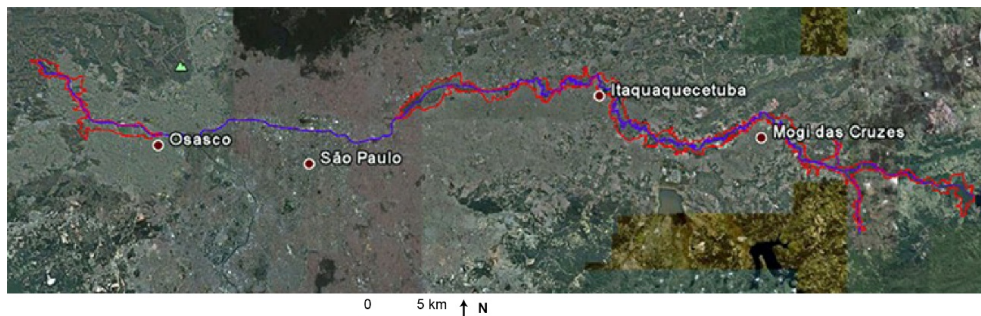 Itaquaquecetuba
Mogi das Cruzes
Osasco
São Paulo
0 5 km N